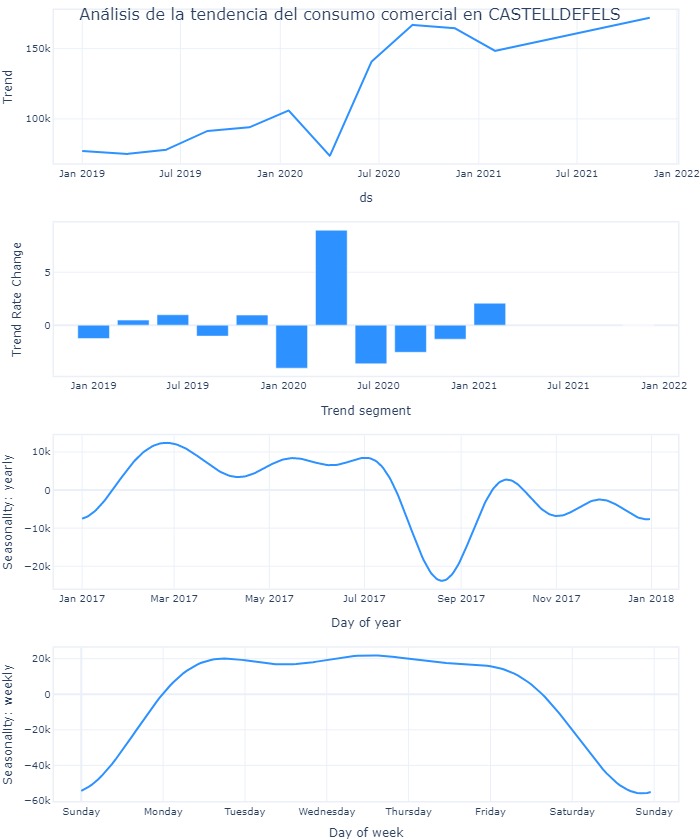 Análisis de la tendencia del consumo comercial en CASTELLDEFELS
150k
100k
Trend
Jan 2019 Jul 2019 Jan 2020 Jul 2020 Jan 2021 Jul 2021 Jan 2022
ds
5
0
Trend Rate Change
Jan 2019 Jul 2019 Jan 2020 Jul 2020 Jan 2021 Jul 2021 Jan 2022
Trend segment
10k
0
−10k
−20k
Seasonality: yearly
Jan 2017 Mar 2017 May 2017 Jul 2017 Sep 2017 Nov 2017 Jan 2018
Day of year
20k
0
−20k
−40k
−60k
Seasonality: weekly
Sunday Monday Tuesday Wednesday Thursday Friday Saturday Sunday
Day of week